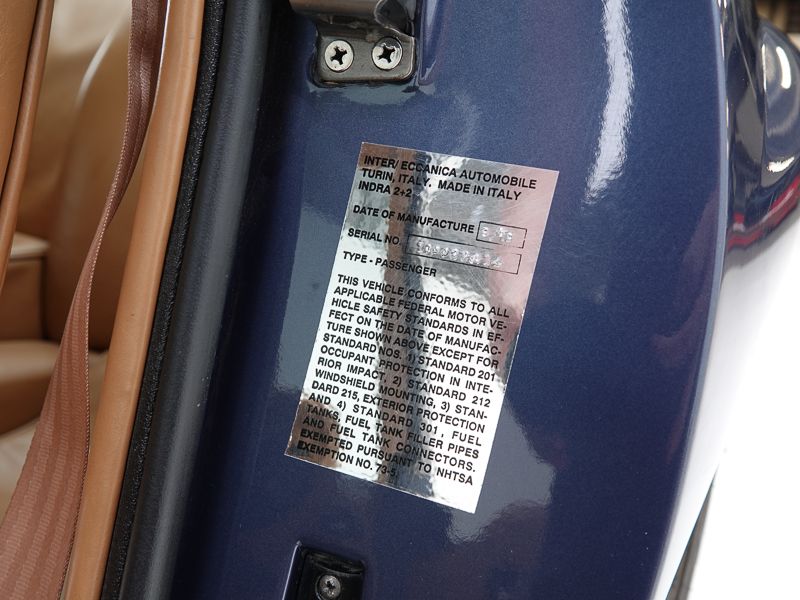 INTER/ECCANICA AUTOMOBILE
TURIN, ITALY. MADE IN ITALY
INDRA 2+2
DATE OF MANUFACTURE
SERIAL NO.
TYPE - PASSENGER
THIS VEHICLE CONFORMS TO ALL
APPLICABLE FEDERAL MOTOR VE-
HICLE SAFETY STANDARDS IN EF-
FECT ON THE DATE OF MANUFAC-
TURE SHOWN ABOVE EXCEPT FOR
STANDARD NOS. 1) STANDARD 201
OCCUPANT PROTECTION IN INTE-
RIOR IMPACT, 2) STANDARD 212
WINDSHIELD MOUNTING, 3) STAN-
DARD 215, EXTERIOR PROTECTION
AND 4) STANDARD 301, FUEL
TANKS, FUEL TANK FILLER PIPES
AND FUEL TANK CONNECTORS.
EXEMPTED PURSUANT TO NHTSA
EXEMPTION NO. 73-5.